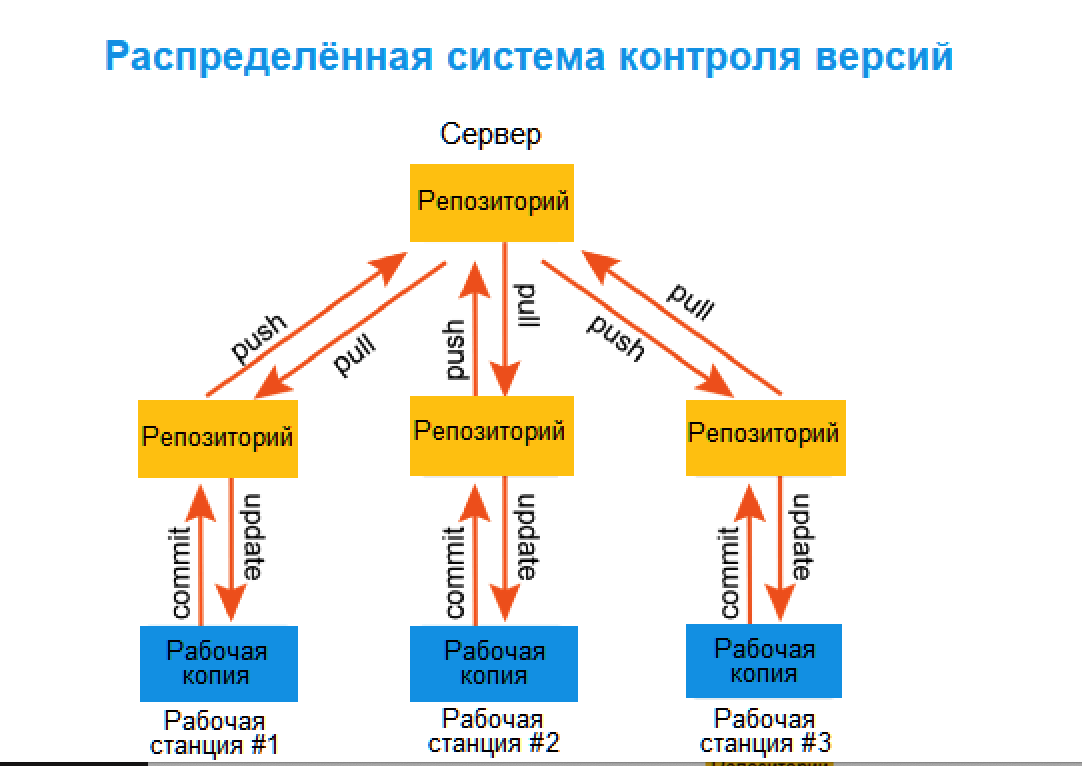 Распределённая система контроля версий
Сервер
Репозиторий
push
pull
push
pull
push
pull
Репозиторий
Репозиторий
Репозиторий
commit
update
commit
update
commit
update
Рабочая
копия
Рабочая
копия
Рабочая
копия
Рабочая
станция #1
Рабочая
станция #2
Рабочая
станция #3